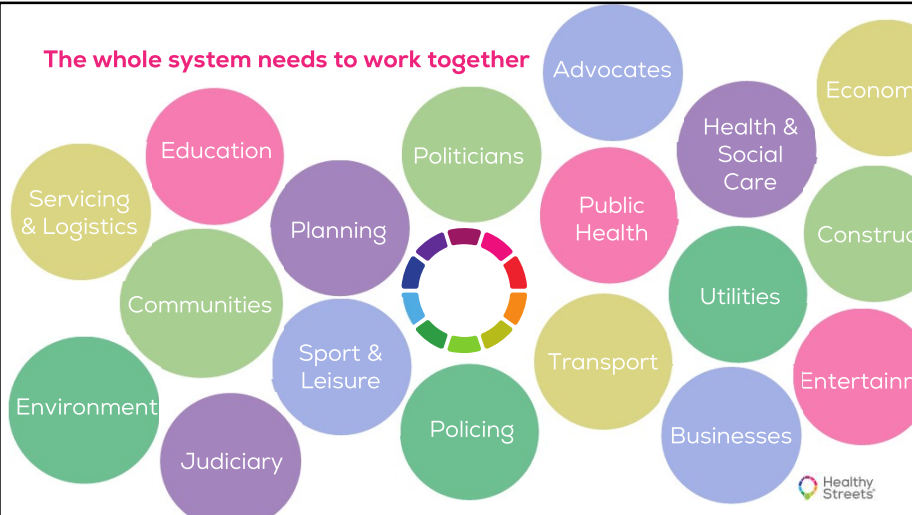 The whole system needs to work together
Advocates
Econom
Education
Politicians
Health &
Social
Care
Servicing
& Logistics
Planning
Public
Health
Construc
Communities
Utilities
Sport &
Leisure
Transport
Entertainm
Environment
Policing
Businesses
Judiciary
Healthy
Streets